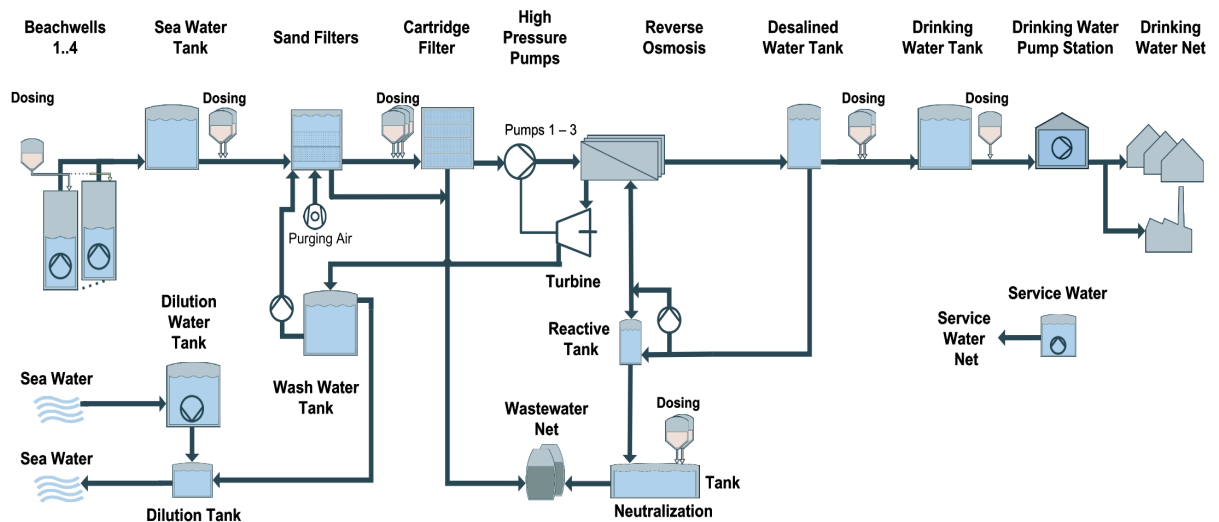 Beachwells
1..4
Sea Water
Tank
Sand Filters
Cartridge
Filter
High
Pressure
Pumps
Reverse
Osmosis
Desalined
Water Tank
Drinking
Water Tank
Drinking Water
Pump Station
Drinking
Water Net
Dosing
Dosing
Dosing
Dosing
Dosing
Pumps 1 – 3
Purging Air
Turbine
Dilution
Water
Tank
Reactive
Tank
Service Water
Service
Water
Net
Sea Water
Wash Water
Tank
Wastewater
Net
Dosing
Sea Water
Tank
Dilution Tank
Neutralization